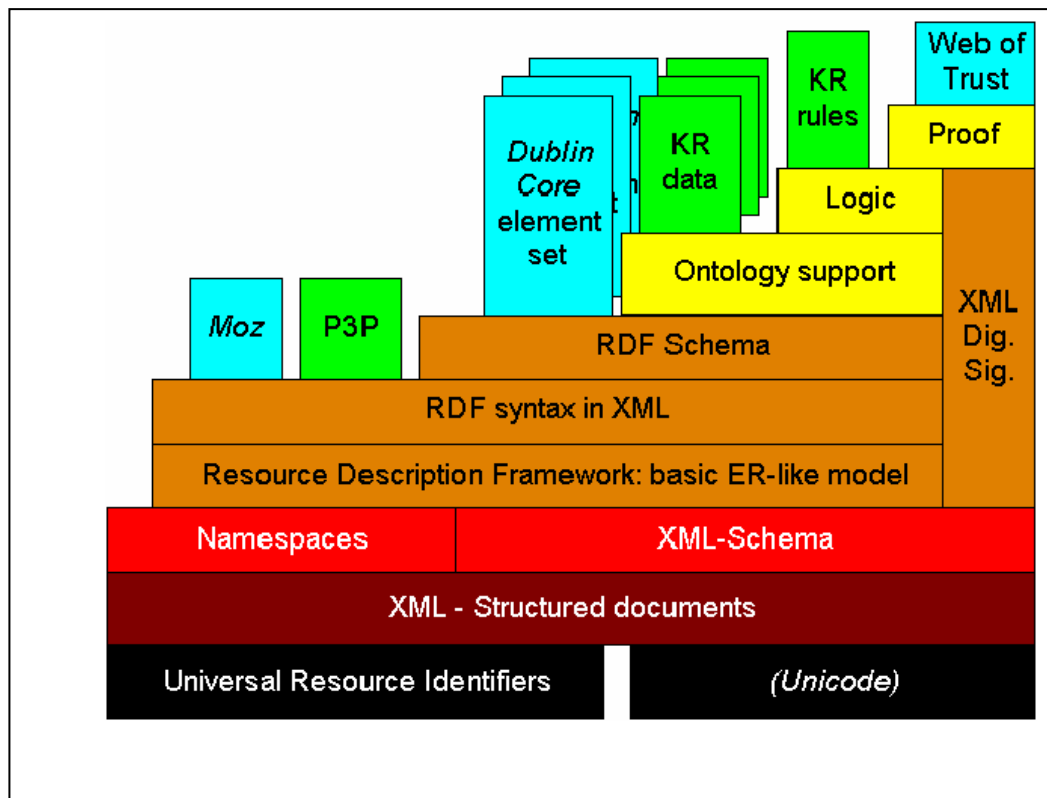 Web of
Trust
KR
rules
Proof
Dublin
Core
element
set
KR
data
Logic
Ontology support
XML
Dig.
Sig.
Moz
P3P
RDF Schema
RDF syntax in XML
Resource Description Framework: basic ER-like model
Namespaces
XML-Schema
XML - Structured documents
Universal Resource Identifiers
(Unicode)